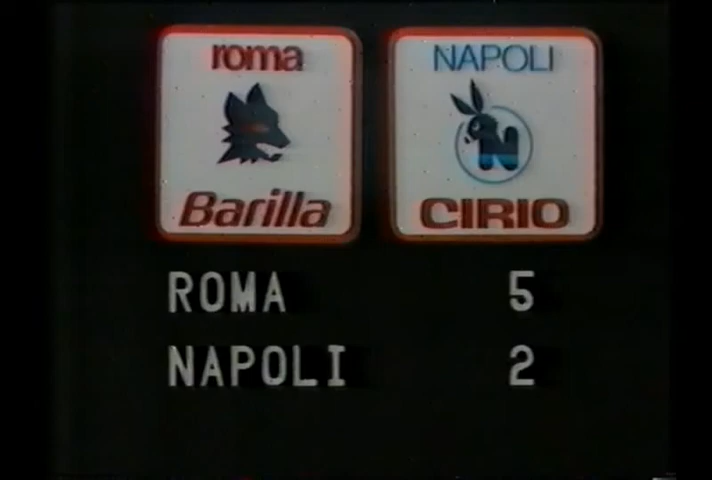 roma
NAPOLI
N
Barilla
CIRIO
ROMA 5
NAPOLI 2